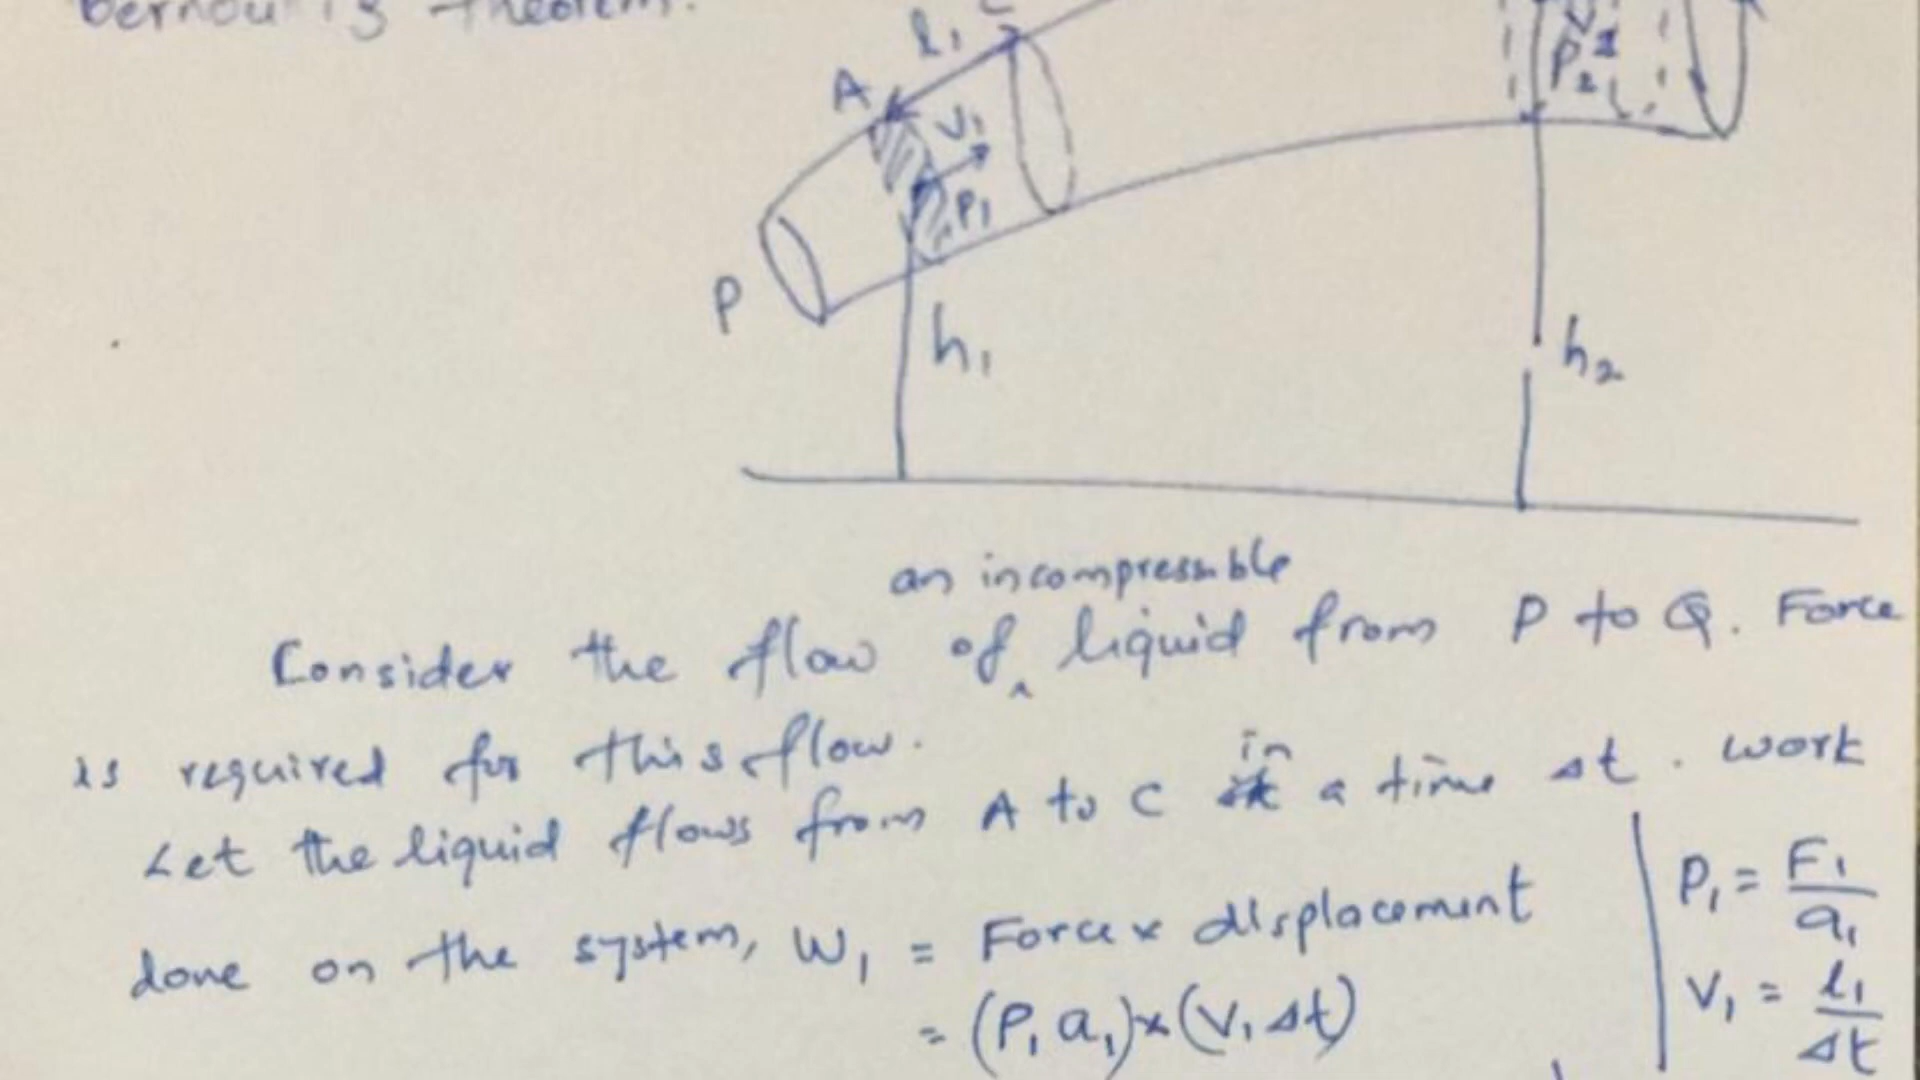 Bernoulli's Theorem.
l₁
C
A
V₁
P₁
V₂
P₂
P
h₁
h₂
an incompressible
Consider the flow of ‸ liquid from P to Q. Force
is required for this flow.
in
Let the liquid flows from A to C a time Δt. Work
done on the system, W₁ = Force x displacement
= (P₁ a₁) x (V₁ Δt)
P₁ = F₁/a₁
V₁ = l₁/Δt